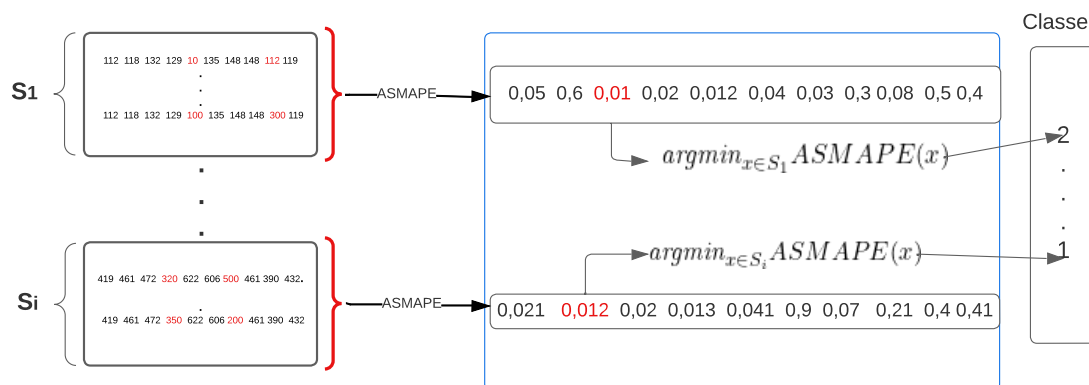 Classe
S1
112 118 132 129 10 135 148 148 112 119
.
.
.
112 118 132 129 100 135 148 148 300 119
ASMAPE
0,05 0,6 0,01 0,02 0,012 0,04 0,03 0,3 0,08 0,5 0,4
argmin_{x∈S_1} ASMAPE(x)
2
.
.
.
.
.
.
argmin_{x∈S_i} ASMAPE(x)
1
Si
419 461 472 320 622 606 500 461 390 432.
.
419 461 472 350 622 606 200 461 390 432
ASMAPE
0,021 0,012 0,02 0,013 0,041 0,9 0,07 0,21 0,4 0,41